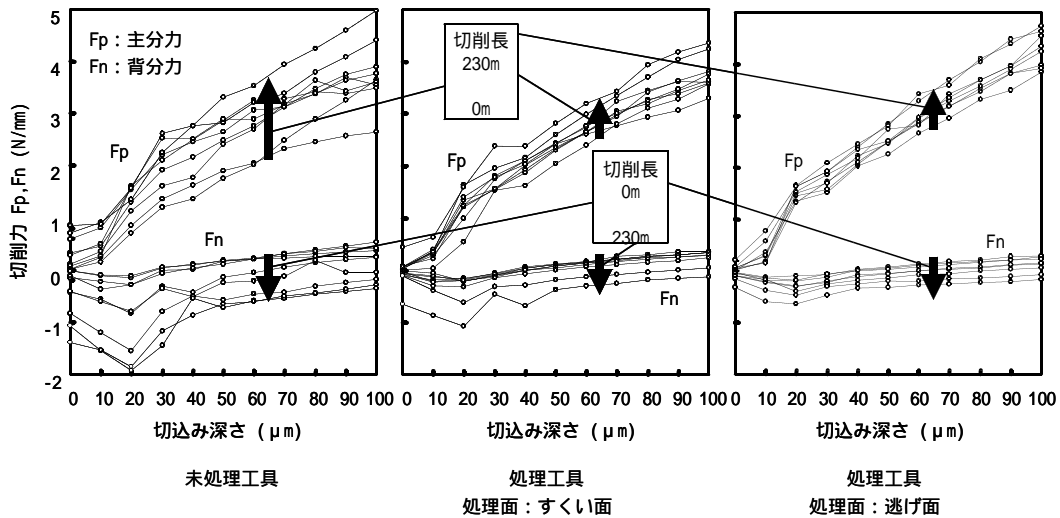 切削力 Fp,Fn (N/mm)
5
4
3
2
1
0
-1
-2
Fp：主分力
Fn：背分力
Fp
Fn
0 10 20 30 40 50 60 70 80 90 100
切込み深さ (μm)
未処理工具
切削長
230m
0m
Fp
切削長
0m
230m
Fn
0 10 20 30 40 50 60 70 80 90 100
切込み深さ (μm)
処理工具
処理面：すくい面
Fp
Fn
0 10 20 30 40 50 60 70 80 90 100
切込み深さ (μm)
処理工具
処理面：逃げ面